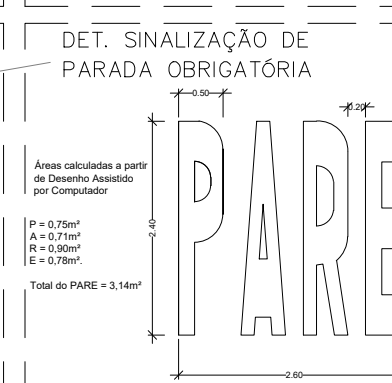 DET. SINALIZAÇÃO DE
PARADA OBRIGATÓRIA
0.50
0.20
PARE
Áreas calculadas a partir
de Desenho Assistido
por Computador
2.40
P = 0,75m²
A = 0,71m²
R = 0,90m²
E = 0,78m².
Total do PARE = 3,14m²
2.60